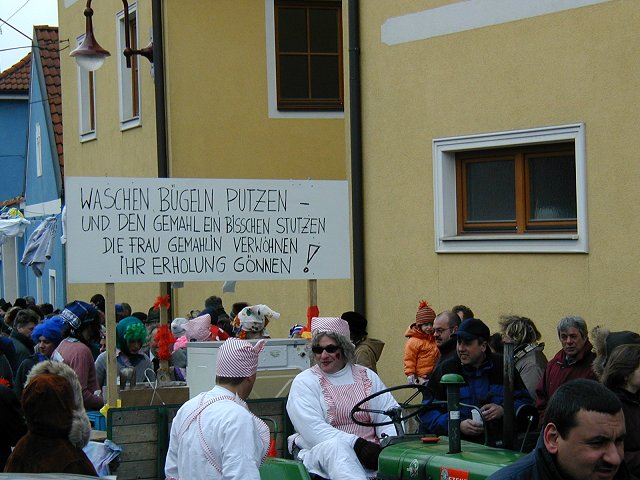 WASCHEN, BÜGELN, PUTZEN –
UND DEN GEMAHL EIN BISSCHEN STUTZEN
DIE FRAU GEMAHLIN VERWÖHNEN
IHR ERHOLUNG GÖNNEN!